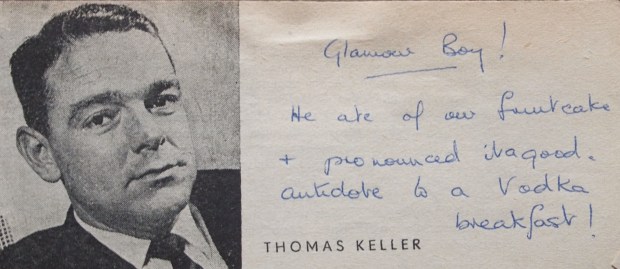 Glamour Boy!
He ate of our fruitcake
+ pronounced it a good
antidote to a Vodka
breakfast!
THOMAS KELLER